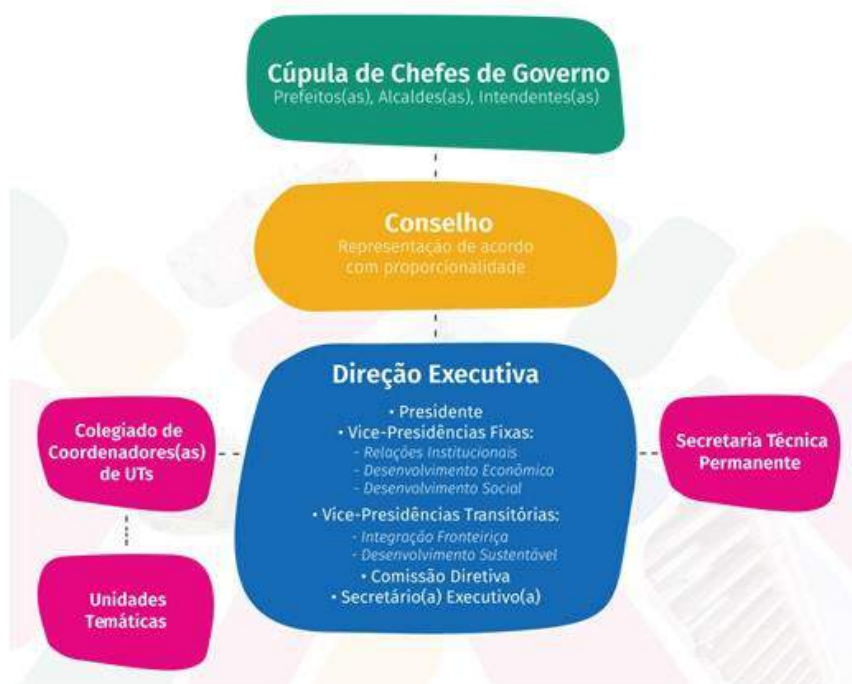 Cúpula de Chefes de Governo
Prefeitos(as), Alcaldes(as), Intendentes(as)
Conselho
Representação de acordo
com proporcionalidade
Direção Executiva
• Presidente
• Vice-Presidências Fixas:
- Relações Institucionais
- Desenvolvimento Econômico
- Desenvolvimento Social
• Vice-Presidências Transitórias:
- Integração Fronteiriça
- Desenvolvimento Sustentável
• Comissão Diretiva
• Secretário(a) Executivo(a)
Colegiado de
Coordenadores(as)
de UTs
Unidades
Temáticas
Secretaria Técnica
Permanente